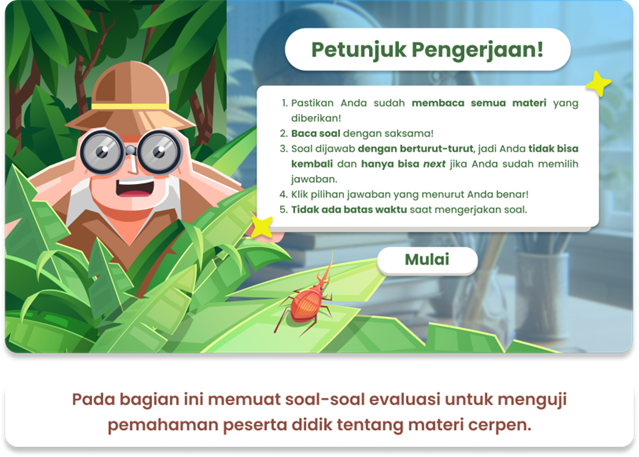 Petunjuk Pengerjaan!
1. Pastikan Anda sudah membaca semua materi yang
diberikan!
2. Baca soal dengan saksama!
3. Soal dijawab dengan berturut-turut, jadi Anda tidak bisa
kembali dan hanya bisa next jika Anda sudah memilih
jawaban.
4. Klik pilihan jawaban yang menurut Anda benar!
5. Tidak ada batas waktu saat mengerjakan soal.
Mulai
Pada bagian ini memuat soal-soal evaluasi untuk menguji
pemahaman peserta didik tentang materi cerpen.